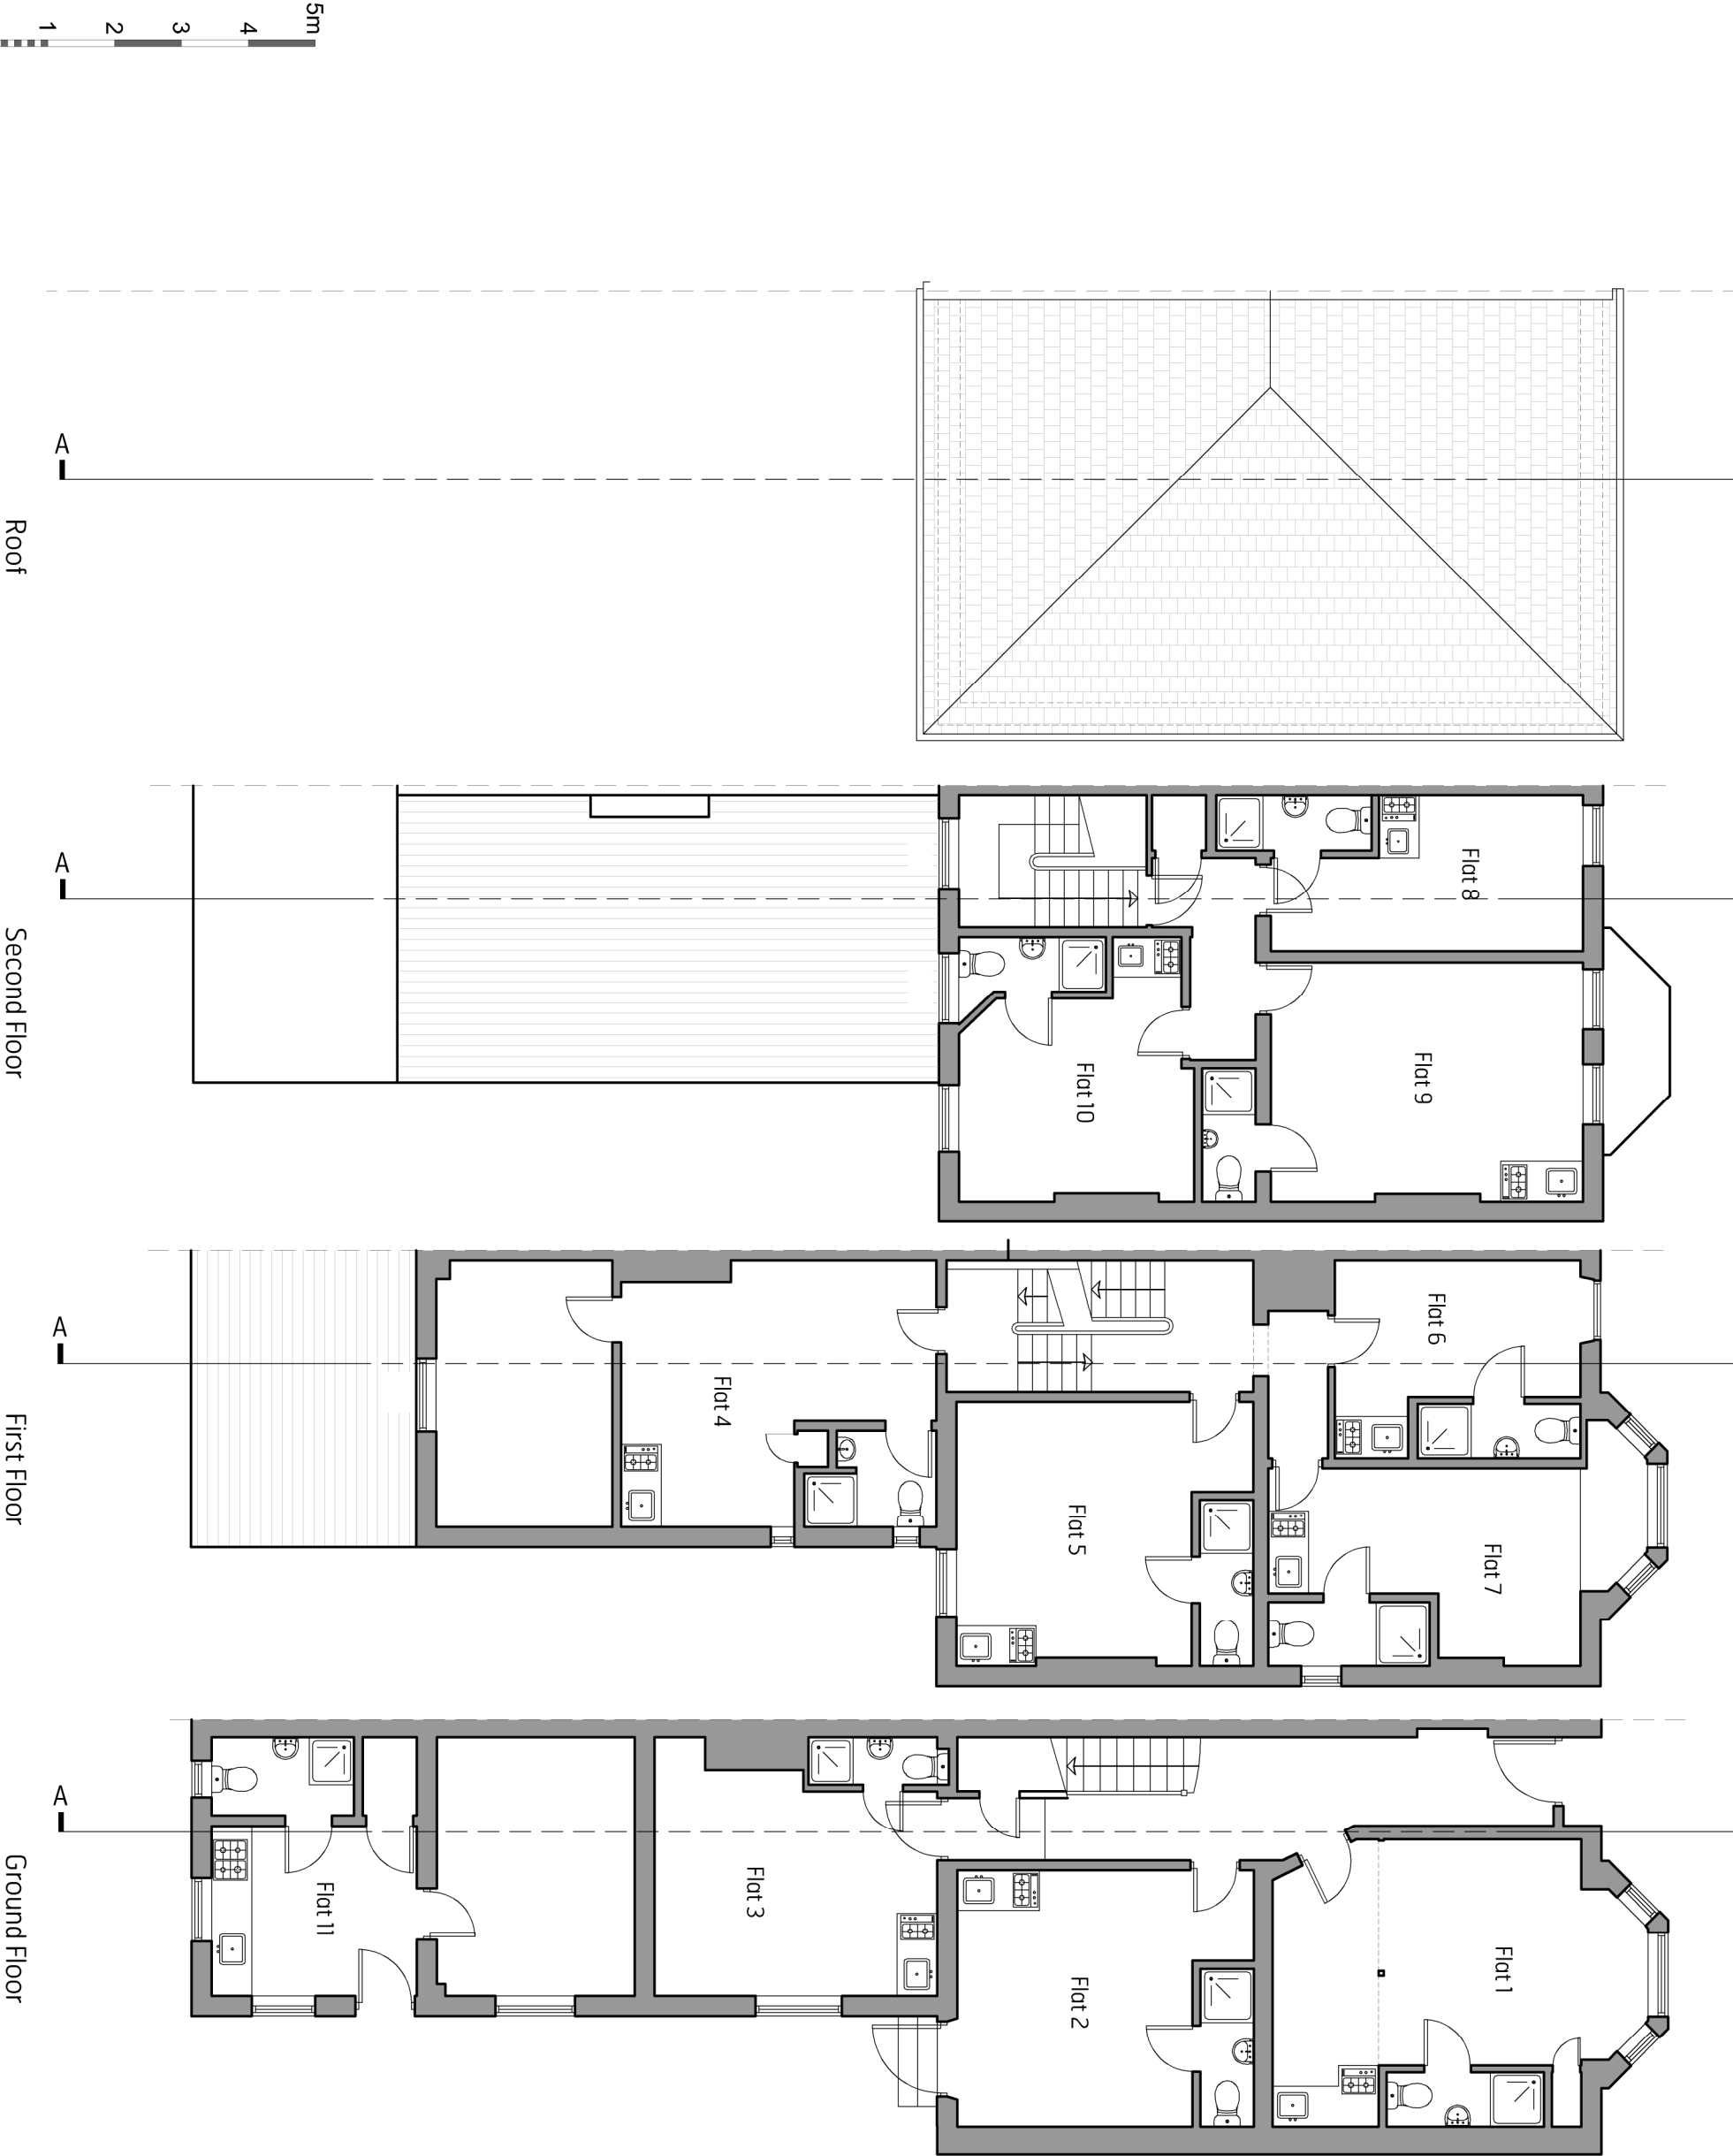 Ground Floor
First Floor
Second Floor
Roof
A
A
A
A
Flat 11
Flat 3
Flat 2
Flat 1
Flat 4
Flat 5
Flat 6
Flat 7
Flat 10
Flat 8
Flat 9
1
2
3
4
5m